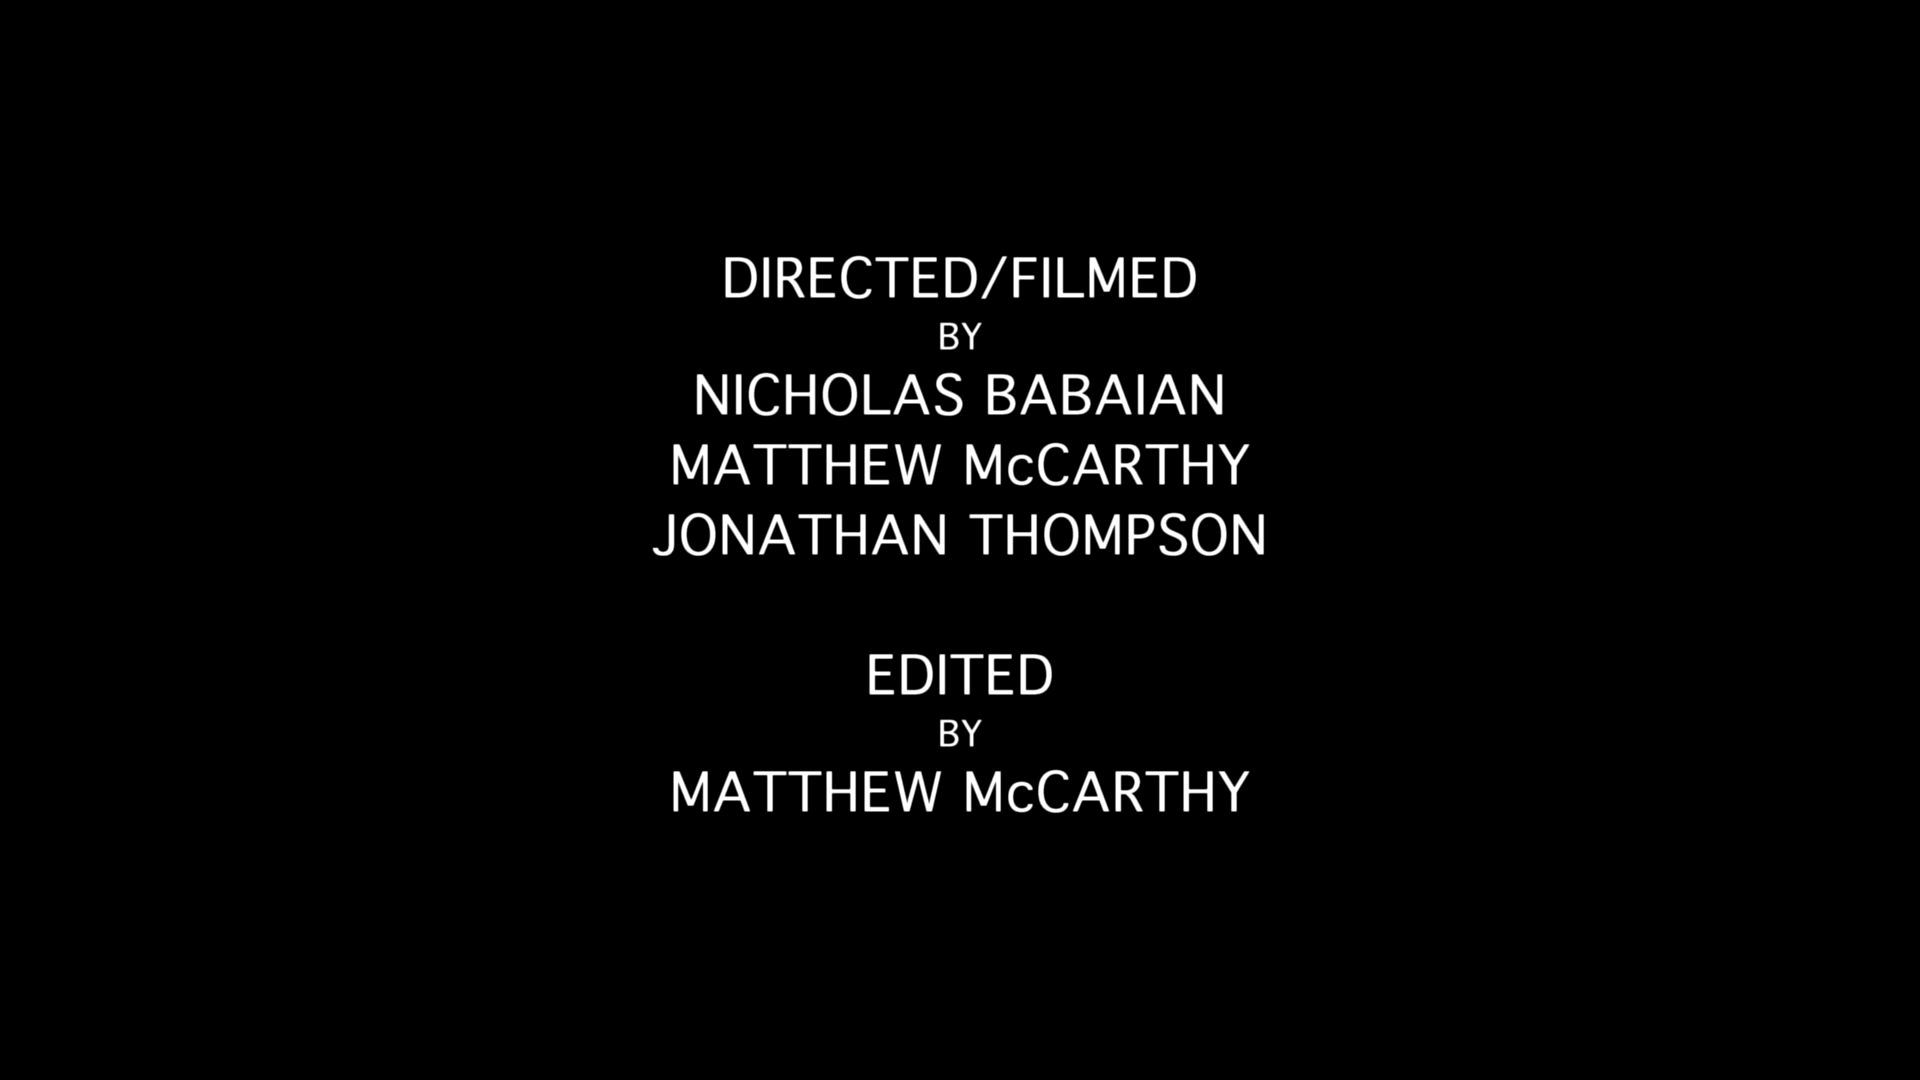 DIRECTED/FILMED
BY
NICHOLAS BABAIAN
MATTHEW McCARTHY
JONATHAN THOMPSON
EDITED
BY
MATTHEW McCARTHY